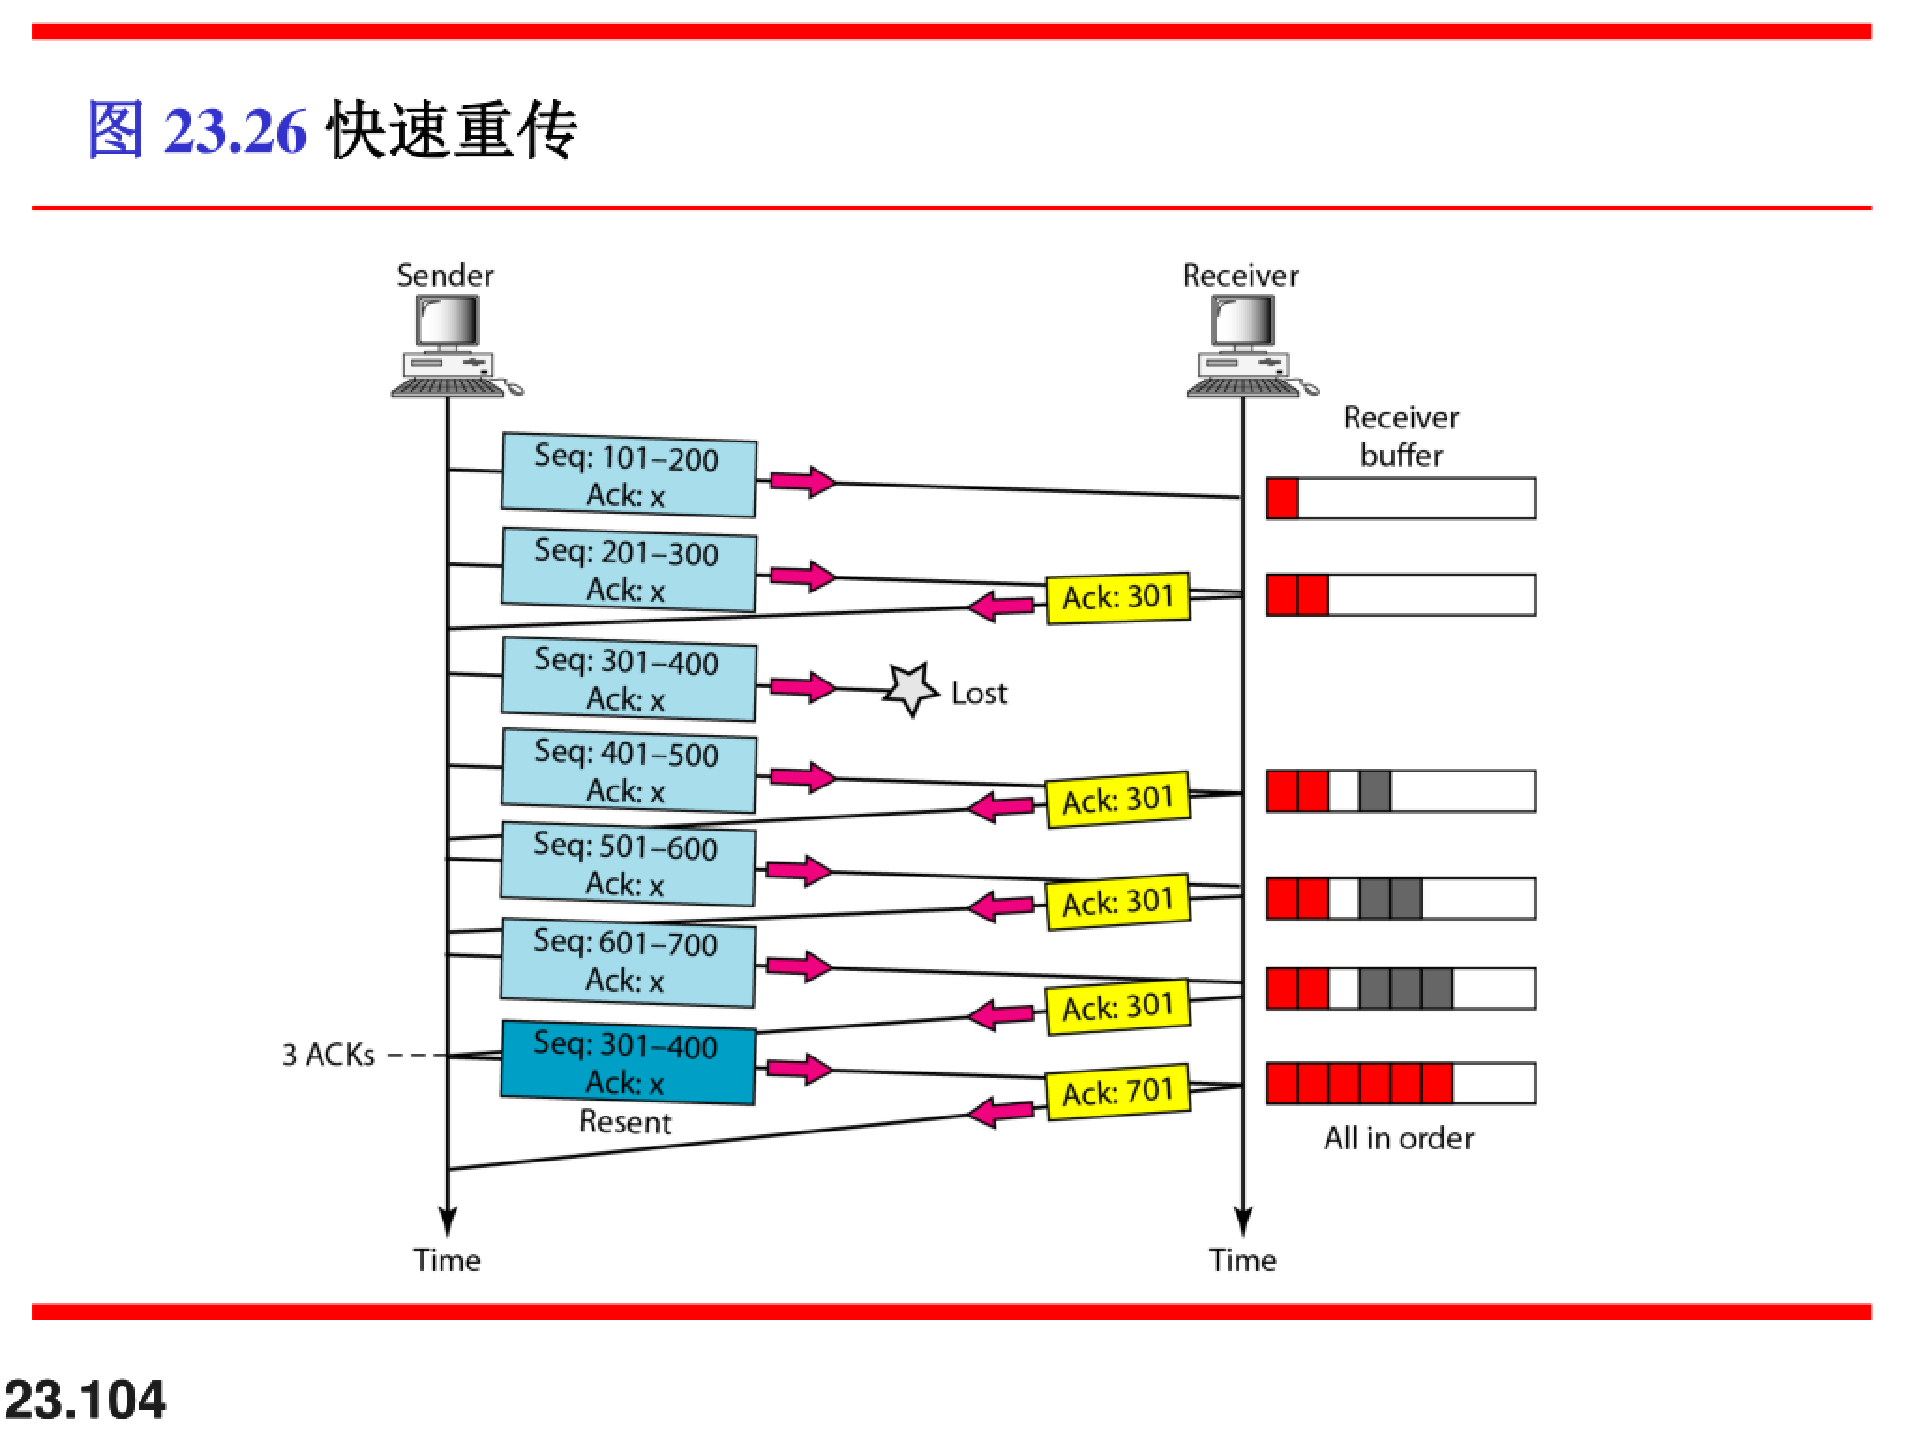 图 23.26 快速重传
Sender
Receiver
Receiver
buffer
Seq: 101–200
Ack: x
Seq: 201–300
Ack: x
Ack: 301
Seq: 301–400
Ack: x
Lost
Seq: 401–500
Ack: x
Ack: 301
Seq: 501–600
Ack: x
Ack: 301
Seq: 601–700
Ack: x
Ack: 301
3 ACKs
Seq: 301–400
Ack: x
Ack: 701
Resent
All in order
Time
Time
23.104